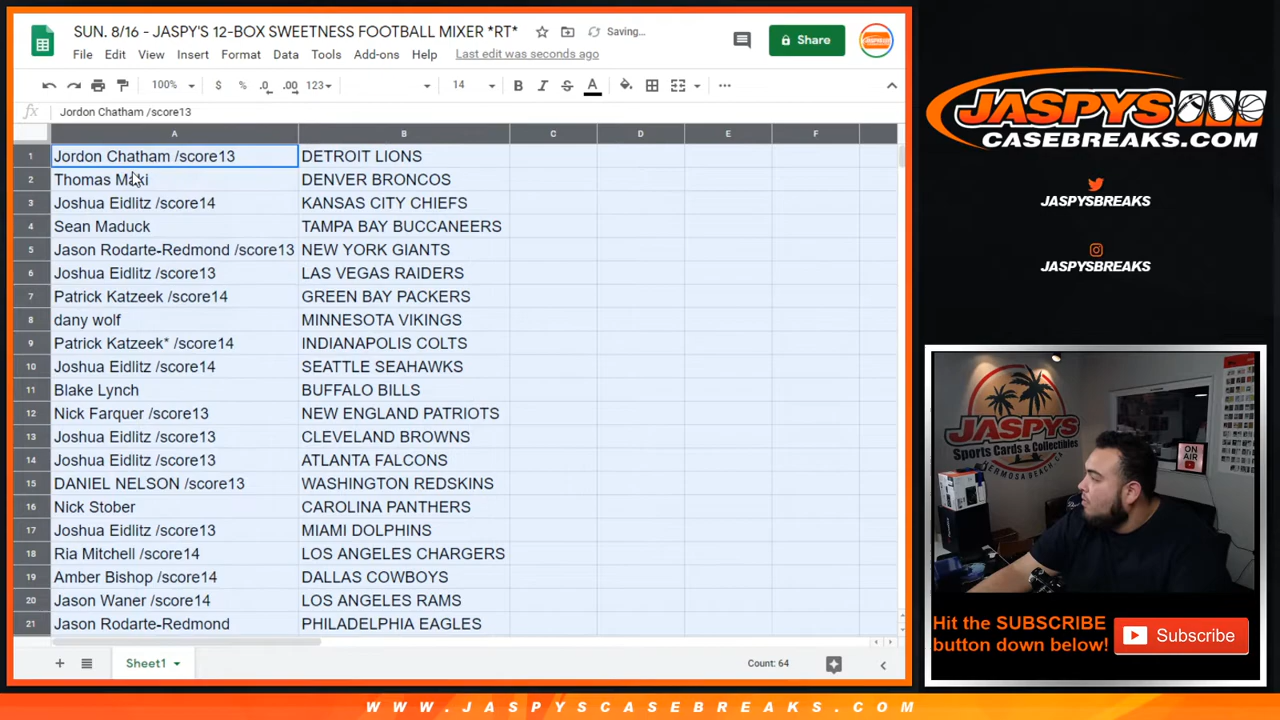 SUN. 8/16 - JASPY'S 12-BOX SWEETNESS FOOTBALL MIXER *RT*
Saving...
File Edit View Insert Format Data Tools Add-ons Help Last edit was seconds ago
Share
100% $ % .0 .00 123 14 B I S A
fx Jordon Chatham /score13
A B C D E F
1 Jordon Chatham /score13 DETROIT LIONS
2 Thomas Maki DENVER BRONCOS
3 Joshua Eidlitz /score14 KANSAS CITY CHIEFS
4 Sean Maduck TAMPA BAY BUCCANEERS
5 Jason Rodarte-Redmond /score13 NEW YORK GIANTS
6 Joshua Eidlitz /score13 LAS VEGAS RAIDERS
7 Patrick Katzeek /score14 GREEN BAY PACKERS
8 dany wolf MINNESOTA VIKINGS
9 Patrick Katzeek* /score14 INDIANAPOLIS COLTS
10 Joshua Eidlitz /score14 SEATTLE SEAHAWKS
11 Blake Lynch BUFFALO BILLS
12 Nick Farquer /score13 NEW ENGLAND PATRIOTS
13 Joshua Eidlitz /score13 CLEVELAND BROWNS
14 Joshua Eidlitz /score13 ATLANTA FALCONS
15 DANIEL NELSON /score13 WASHINGTON REDSKINS
16 Nick Stober CAROLINA PANTHERS
17 Joshua Eidlitz /score13 MIAMI DOLPHINS
18 Ria Mitchell /score14 LOS ANGELES CHARGERS
19 Amber Bishop /score14 DALLAS COWBOYS
20 Jason Waner /score14 LOS ANGELES RAMS
21 Jason Rodarte-Redmond PHILADELPHIA EAGLES
Sheet1
Count: 64
JASPYS
CASEBREAKS.COM
JASPYSBREAKS
JASPYSBREAKS
JASPYS
Sports Cards & Collectibles
HERMOSA BEACH, CA
ON
AIR
Hit the SUBSCRIBE
button down below!
Subscribe
WWW.JASPYSCASEBREAKS.COM